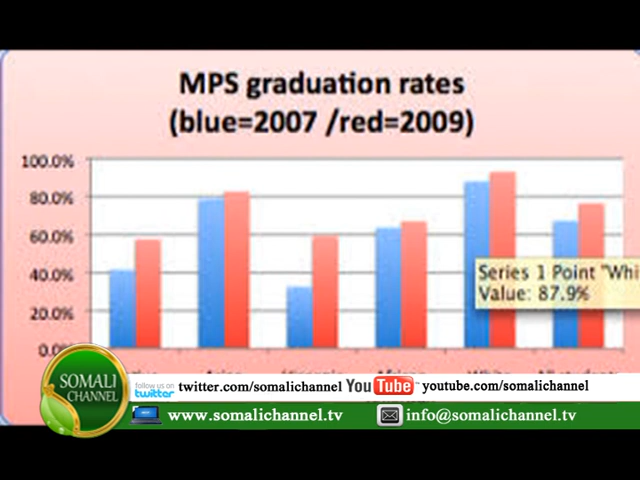 MPS graduation rates
(blue=2007 /red=2009)
100.0%
80.0%
60.0%
40.0%
20.0%
Series 1 Point "Whi
Value: 87.9%
SOMALI
CHANNEL
follow us on
twitter
twitter.com/somalichannel
YouTube
youtube.com/somalichannel
www.somalichannel.tv
info@somalichannel.tv